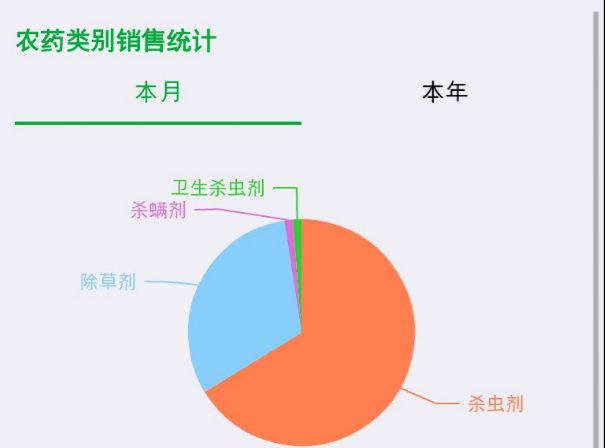 农药类别销售统计
本月 本年
卫生杀虫剂
杀螨剂
除草剂
杀虫剂